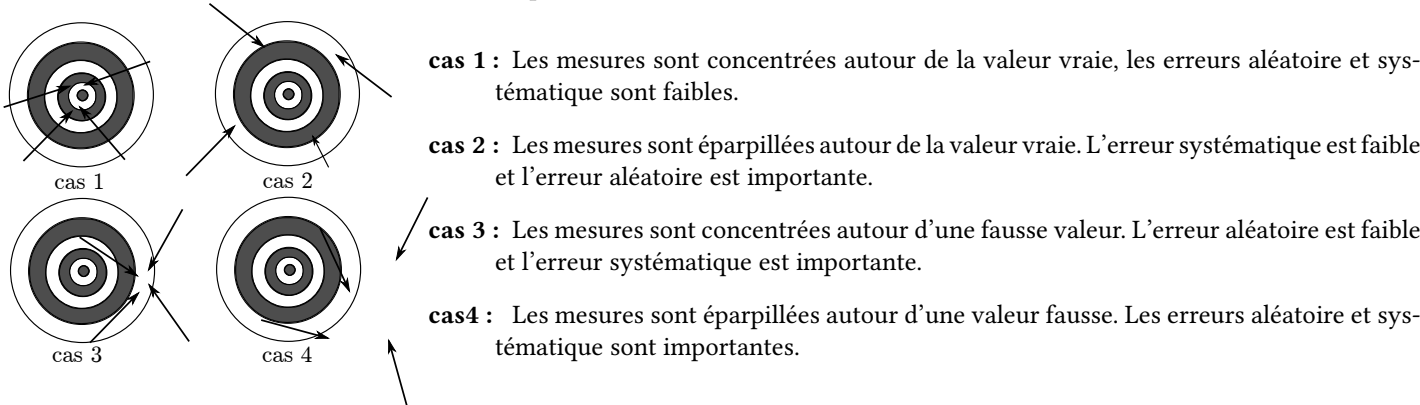 cas 1 : Les mesures sont concentrées autour de la valeur vraie, les erreurs aléatoire et sys-
tématique sont faibles.
cas 2 : Les mesures sont éparpillées autour de la valeur vraie. L'erreur systématique est faible
et l'erreur aléatoire est importante.
cas 3 : Les mesures sont concentrées autour d'une fausse valeur. L'erreur aléatoire est faible
et l'erreur systématique est importante.
cas4 : Les mesures sont éparpillées autour d'une valeur fausse. Les erreurs aléatoire et sys-
tématique sont importantes.
cas 1
cas 2
cas 3
cas 4